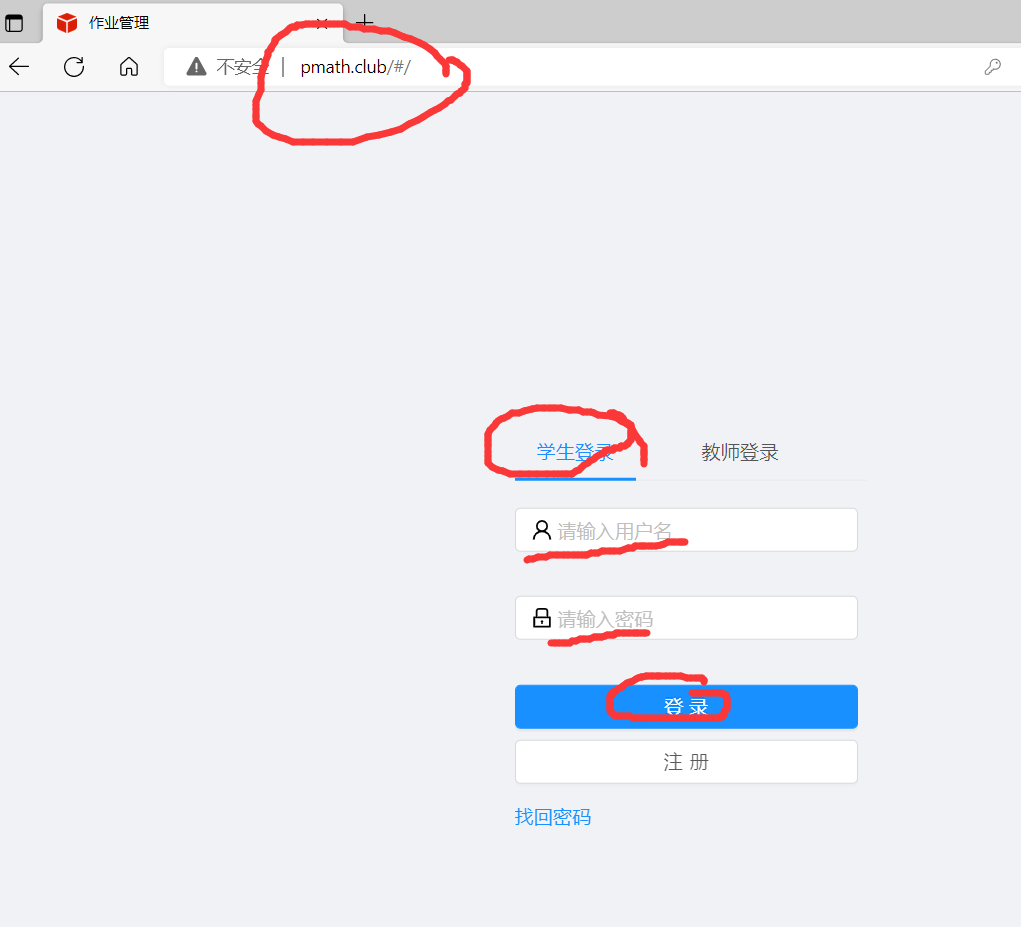 作业管理
不安全 | pmath.club/#/
学生登录 教师登录
请输入用户名
请输入密码
登 录
注 册
找回密码